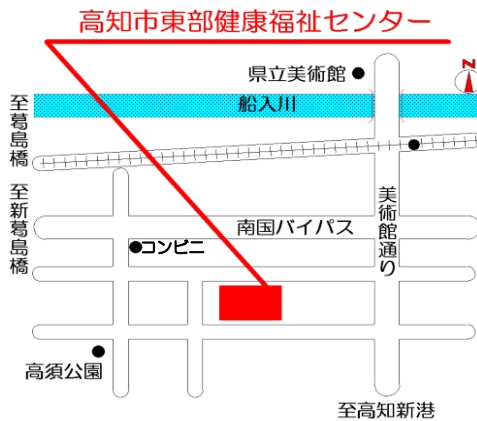 高知市東部健康福祉センター
県立美術館
N
船入川
至葛島橋
至新葛島橋
南国バイパス
美術館通り
コンビニ
高須公園
至高知新港